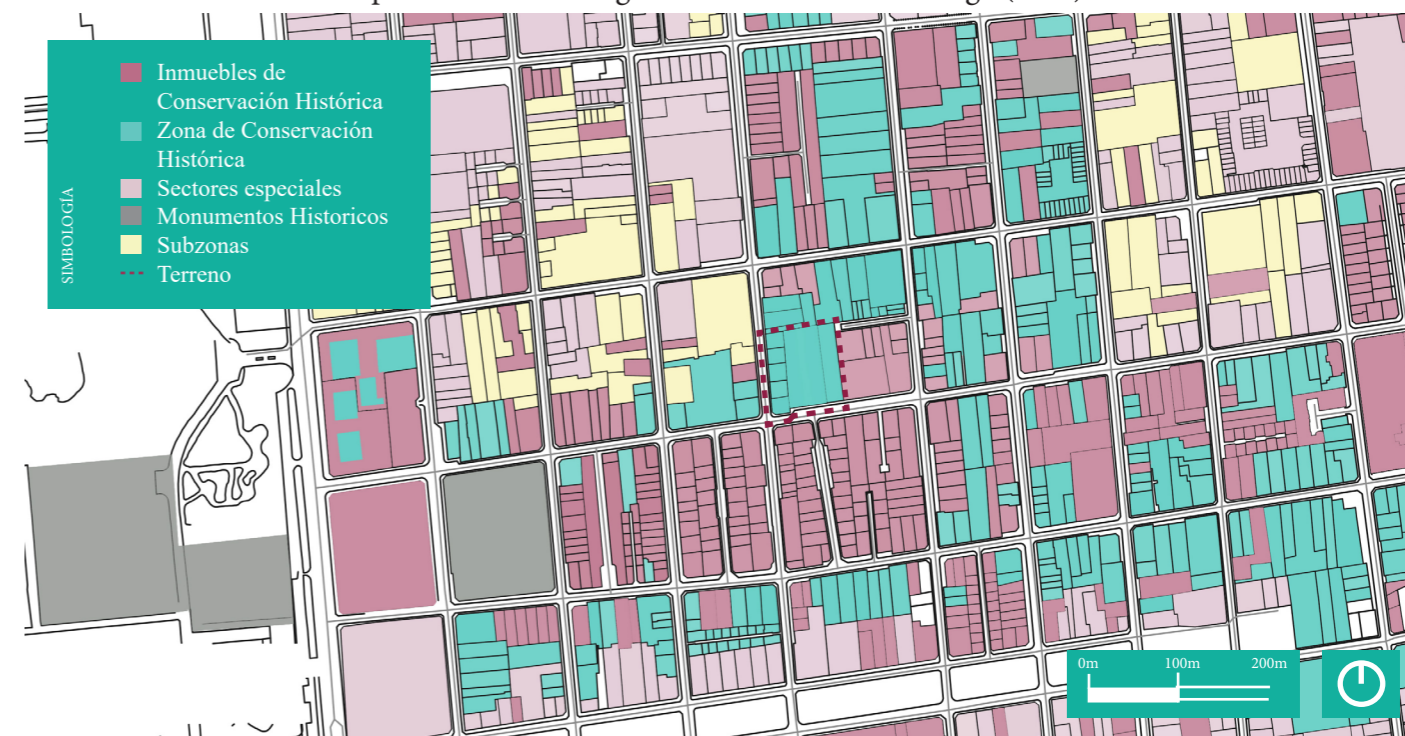 Inmuebles de
Conservación Histórica
Zona de Conservación
Histórica
Sectores especiales
Monumentos Historicos
Subzonas
Terreno
SIMBOLOGÍA
0m 100m 200m